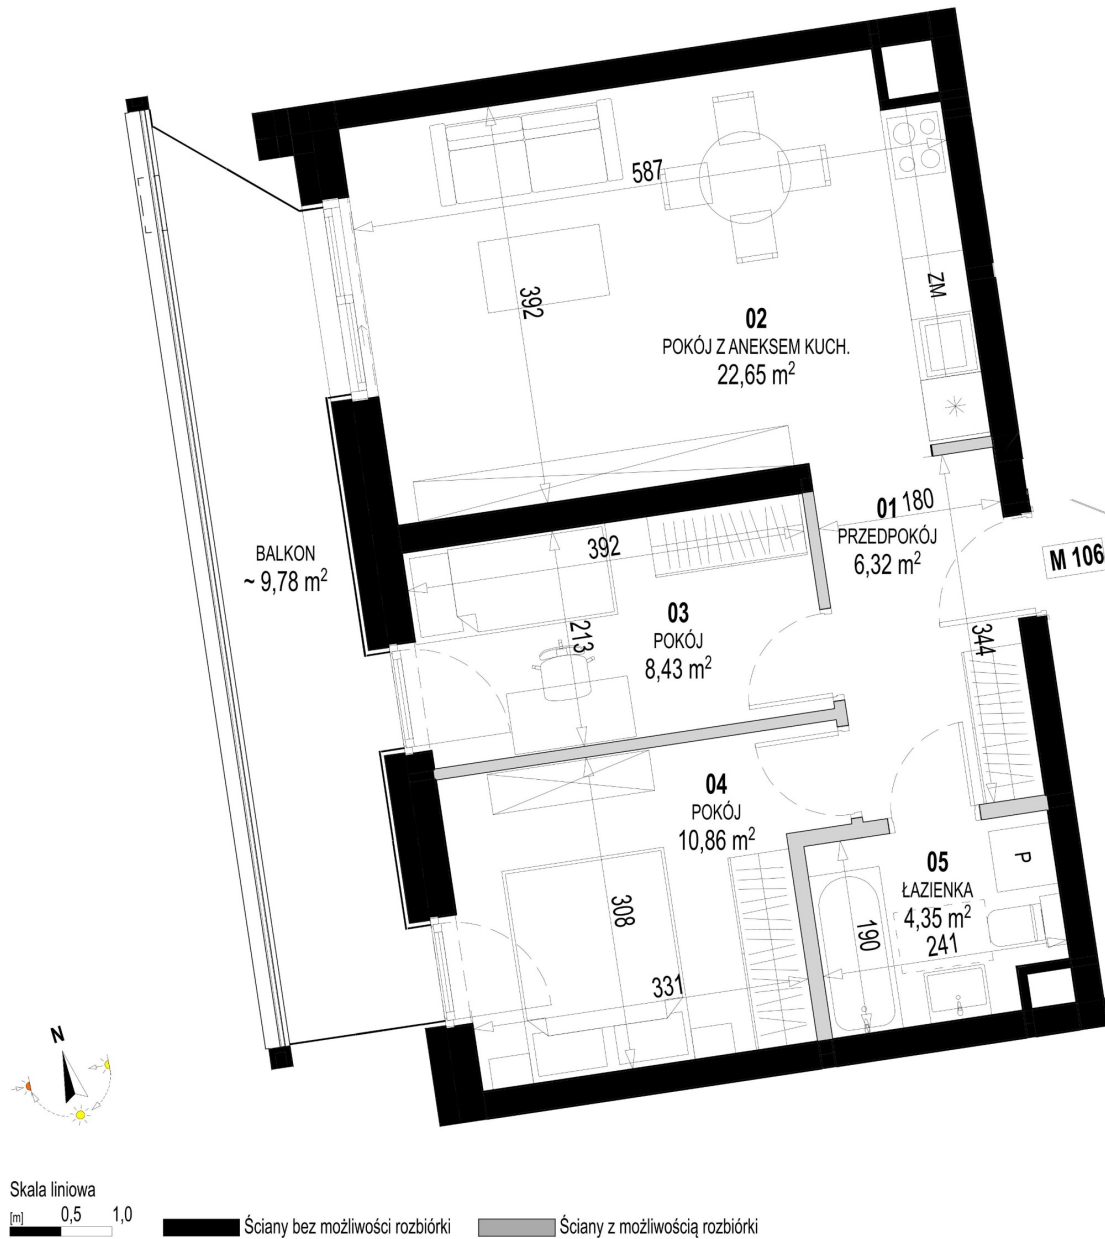 587
392
ZM
02
POKÓJ Z ANEKSEM KUCH.
22,65 m²
01
180
PRZEDPOKÓJ
6,32 m²
M 106
BALKON
~ 9,78 m²
392
213
03
POKÓJ
8,43 m²
344
04
POKÓJ
10,86 m²
308
331
05
ŁAZIENKA
4,35 m²
241
190
P
N
Skala liniowa
[m] 0,5 1,0
Ściany bez możliwości rozbiórki
Ściany z możliwością rozbiórki